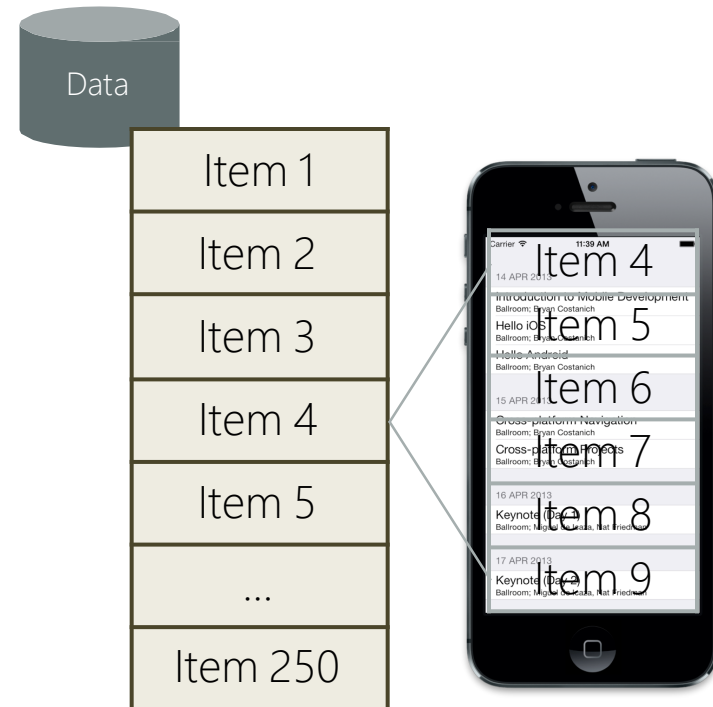 Data
Item 1
Item 2
Item 3
Item 4
Item 5
...
Item 250
Carrier 11:39 AM
Item 4
14 APR 2013
Introduction to Mobile Development
Ballroom; Bryan Costanich
Item 5
Hello iOS
Ballroom; Bryan Costanich
Hello Android
Ballroom; Bryan Costanich
Item 6
15 APR 2013
Cross-platform Navigation
Ballroom; Bryan Costanich
Item 7
Cross-platform Projects
Ballroom; Bryan Costanich
16 APR 2013
Item 8
Keynote (Day 1)
Ballroom; Miguel de Icaza, Nat Friedman
17 APR 2013
Item 9
Keynote (Day 2)
Ballroom; Miguel de Icaza, Nat Friedman